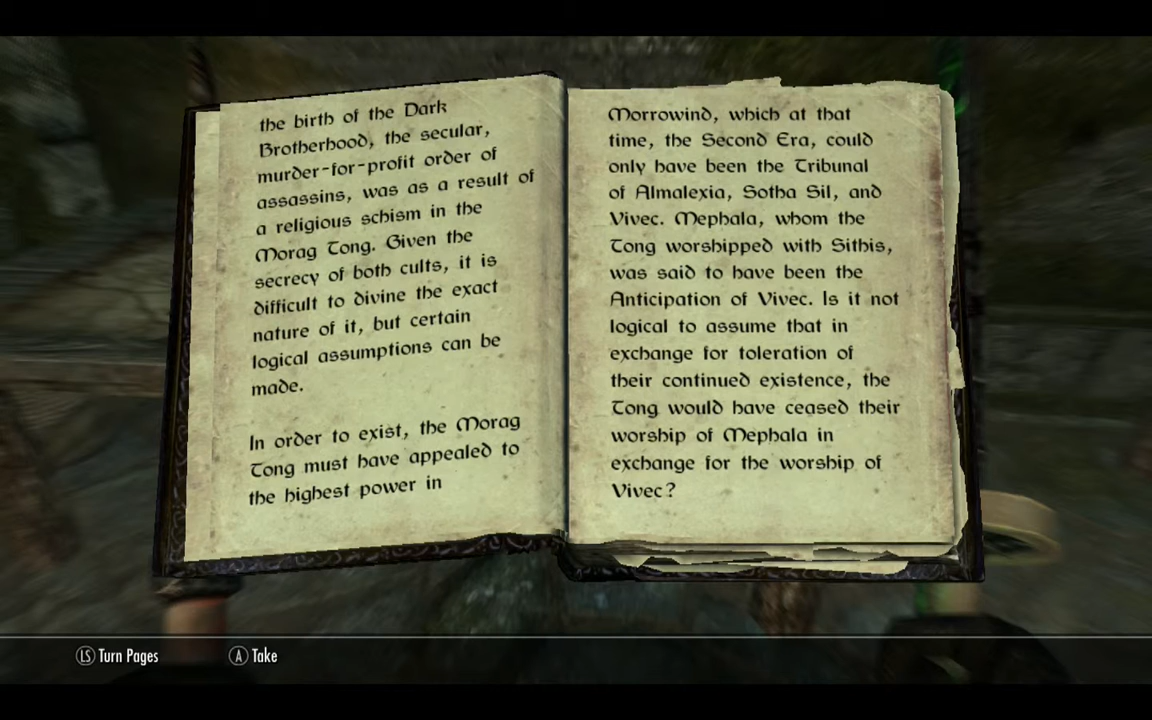 the birth of the Dark
Brotherhood, the secular,
murder-for-profit order of
assassins, was as a result of
a religious schism in the
Morag Tong. Given the
secrecy of both cults, it is
difficult to divine the exact
nature of it, but certain
logical assumptions can be
made.
In order to exist, the Morag
Tong must have appealed to
the highest power in
Morrowind, which at that
time, the Second Era, could
only have been the Tribunal
of Almalexia, Sotha Sil, and
Vivec. Mephala, whom the
Tong worshipped with Sithis,
was said to have been the
Anticipation of Vivec. Is it not
logical to assume that in
exchange for toleration of
their continued existence, the
Tong would have ceased their
worship of Mephala in
exchange for the worship of
Vivec?
LS Turn Pages
A Take